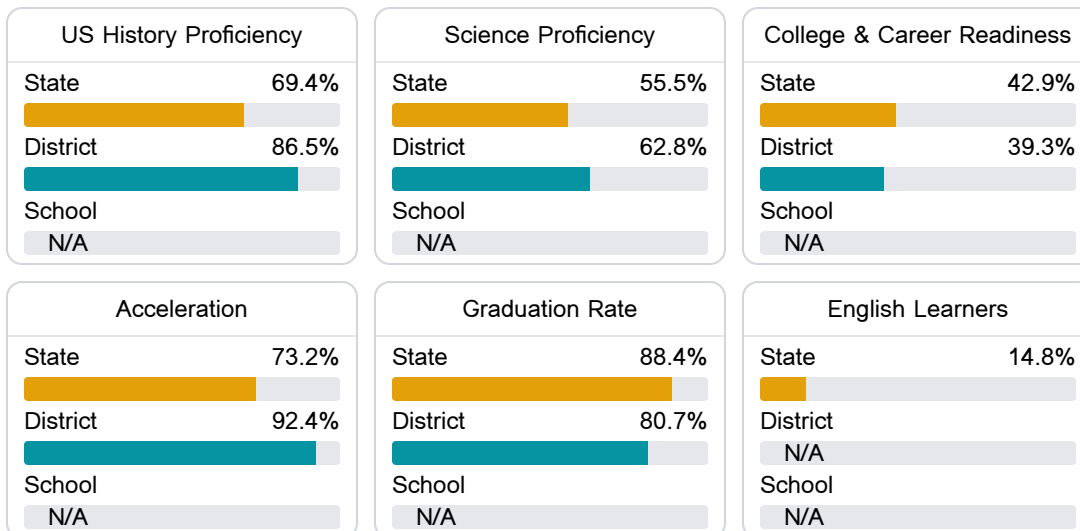 US History Proficiency
State 69.4%
District 86.5%
School
N/A
Science Proficiency
State 55.5%
District 62.8%
School
N/A
College & Career Readiness
State 42.9%
District 39.3%
School
N/A
Acceleration
State 73.2%
District 92.4%
School
N/A
Graduation Rate
State 88.4%
District 80.7%
School
N/A
English Learners
State 14.8%
District
N/A
School
N/A